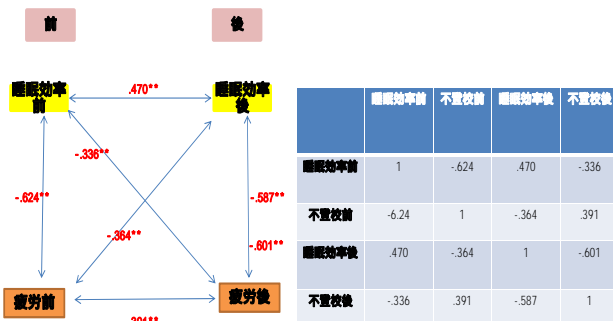 前
後
睡眠効率
前
.470**
睡眠効率
後
-.336**
-.624**
-.587**
-.364**
-.601**
疲労前
疲労後
.391**
睡眠効率前 不登校前 睡眠効率後 不登校後
睡眠効率前 1 -.624 .470 -.336
不登校前 -6.24 1 -.364 .391
睡眠効率後 .470 -.364 1 -.601
不登校後 -.336 .391 -.587 1